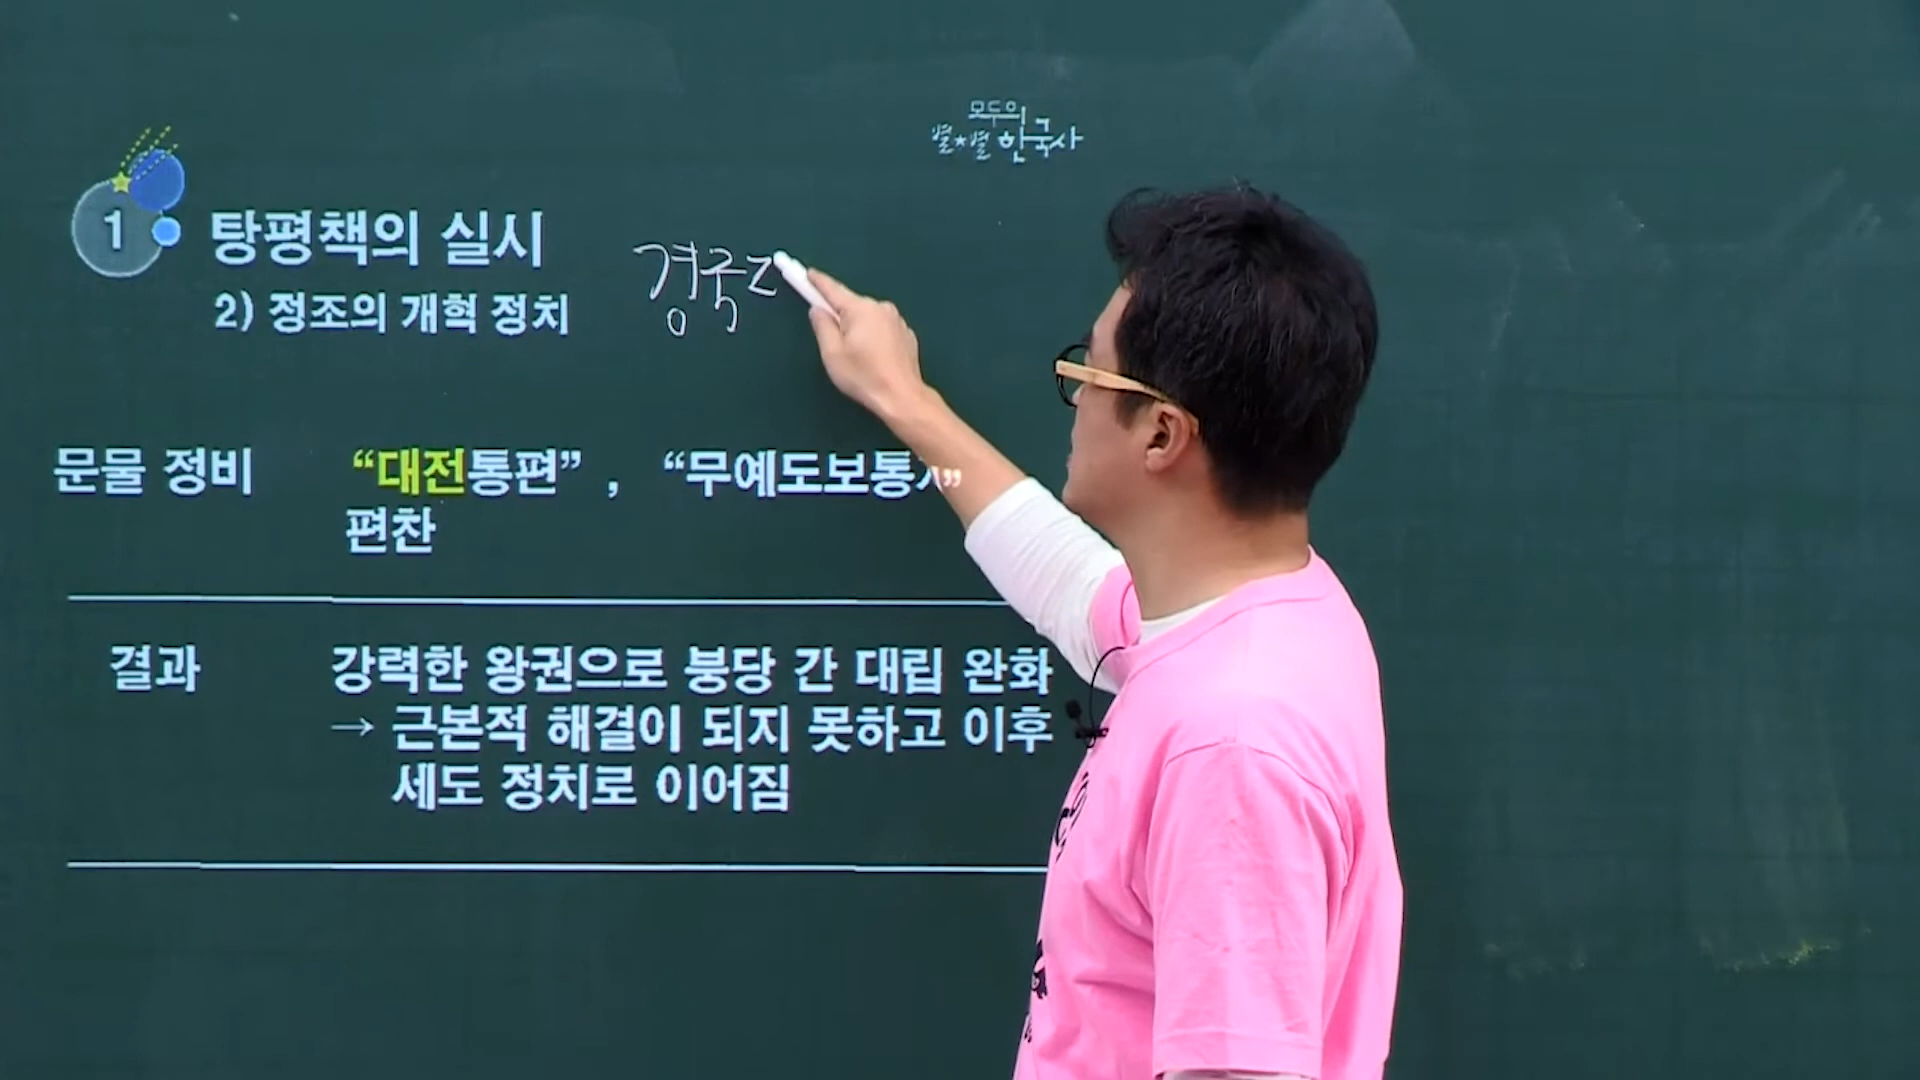 모두의
별★별 한국사
1 탕평책의 실시
경국
2) 정조의 개혁 정치
문물 정비 “대전통편”, “무예도보통지”
편찬
결과 강력한 왕권으로 붕당 간 대립 완화
→ 근본적 해결이 되지 못하고 이후
세도 정치로 이어짐